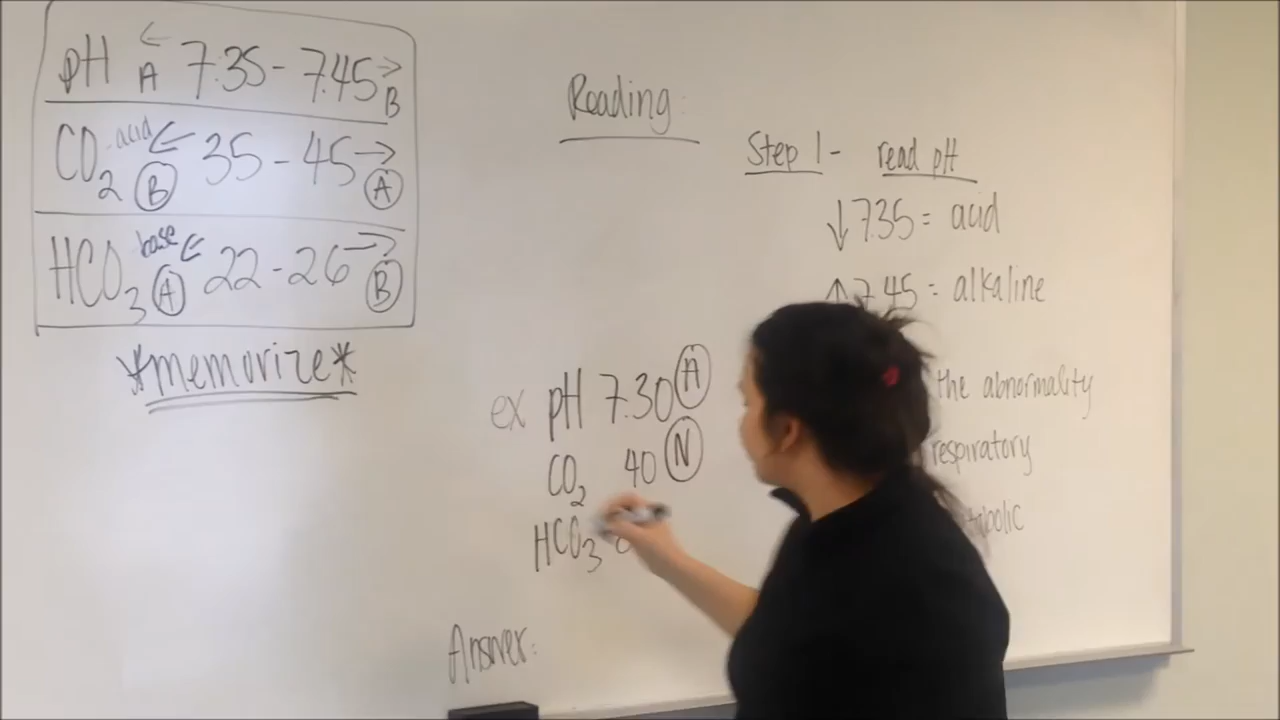 pH ← A 7.35 - 7.45 → B
CO2 acid ← B 35 - 45 → A
HCO3 base ← A 22 - 26 → B
*memorize*
Reading:
Step 1 - read pH
↓ 7.35 = acid
↑ 7.45 = alkaline
the abnormality
respiratory
ex pH 7.30 A
CO2 40 N
HCO3
Answer: